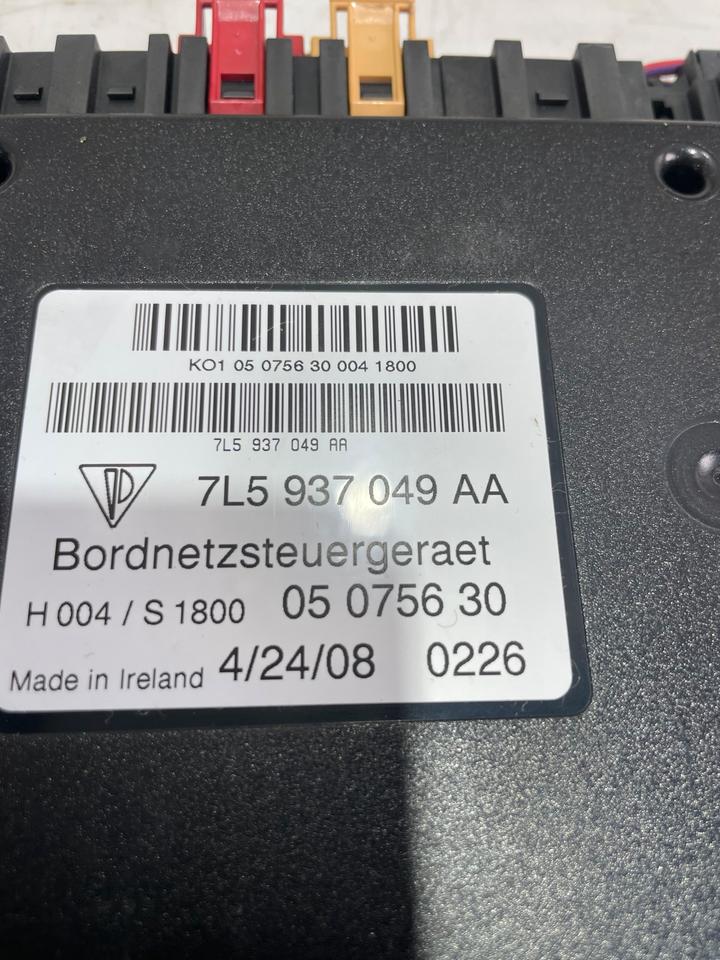 KO1 05 0756 30 004 1800
7L5 937 049 AA
7L5 937 049 AA
Bordnetzsteuergeraet
H 004 / S 1800 05 0756 30
Made in Ireland 4/24/08 0226